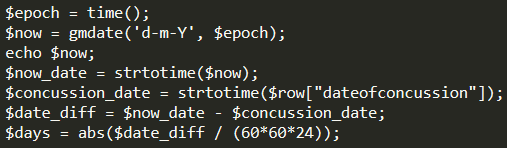 $epoch = time();
$now = gmdate('d-m-Y', $epoch);
echo $now;
$now_date = strtotime($now);
$concussion_date = strtotime($row["dateofconcussion"]);
$date_diff = $now_date - $concussion_date;
$days = abs($date_diff / (60*60*24));